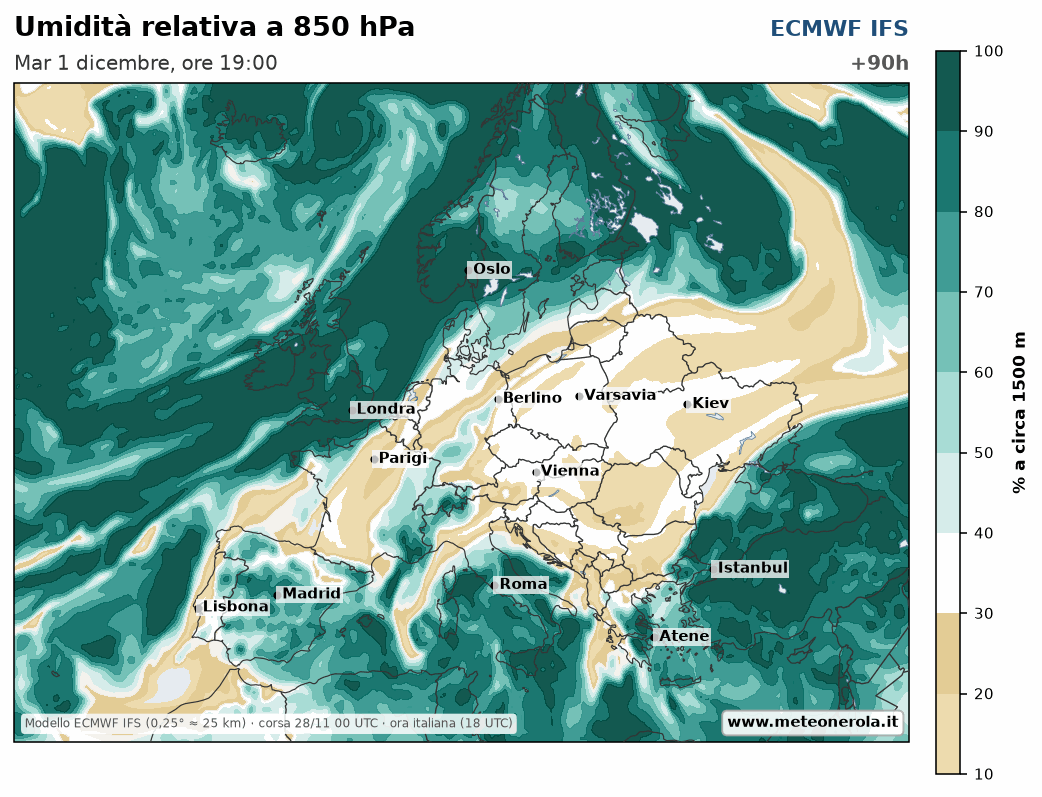 Umidità relativa a 850 hPa
ECMWF IFS
Mar 1 dicembre, ore 19:00
+90h
100
90
80
70
60
50
40
30
20
10
% a circa 1500 m
Oslo
Londra
Berlino
Varsavia
Kiev
Parigi
Vienna
Istanbul
Roma
Madrid
Lisbona
Atene
Modello ECMWF IFS (0,25° ≈ 25 km) · corsa 28/11 00 UTC · ora italiana (18 UTC)
www.meteonerola.it